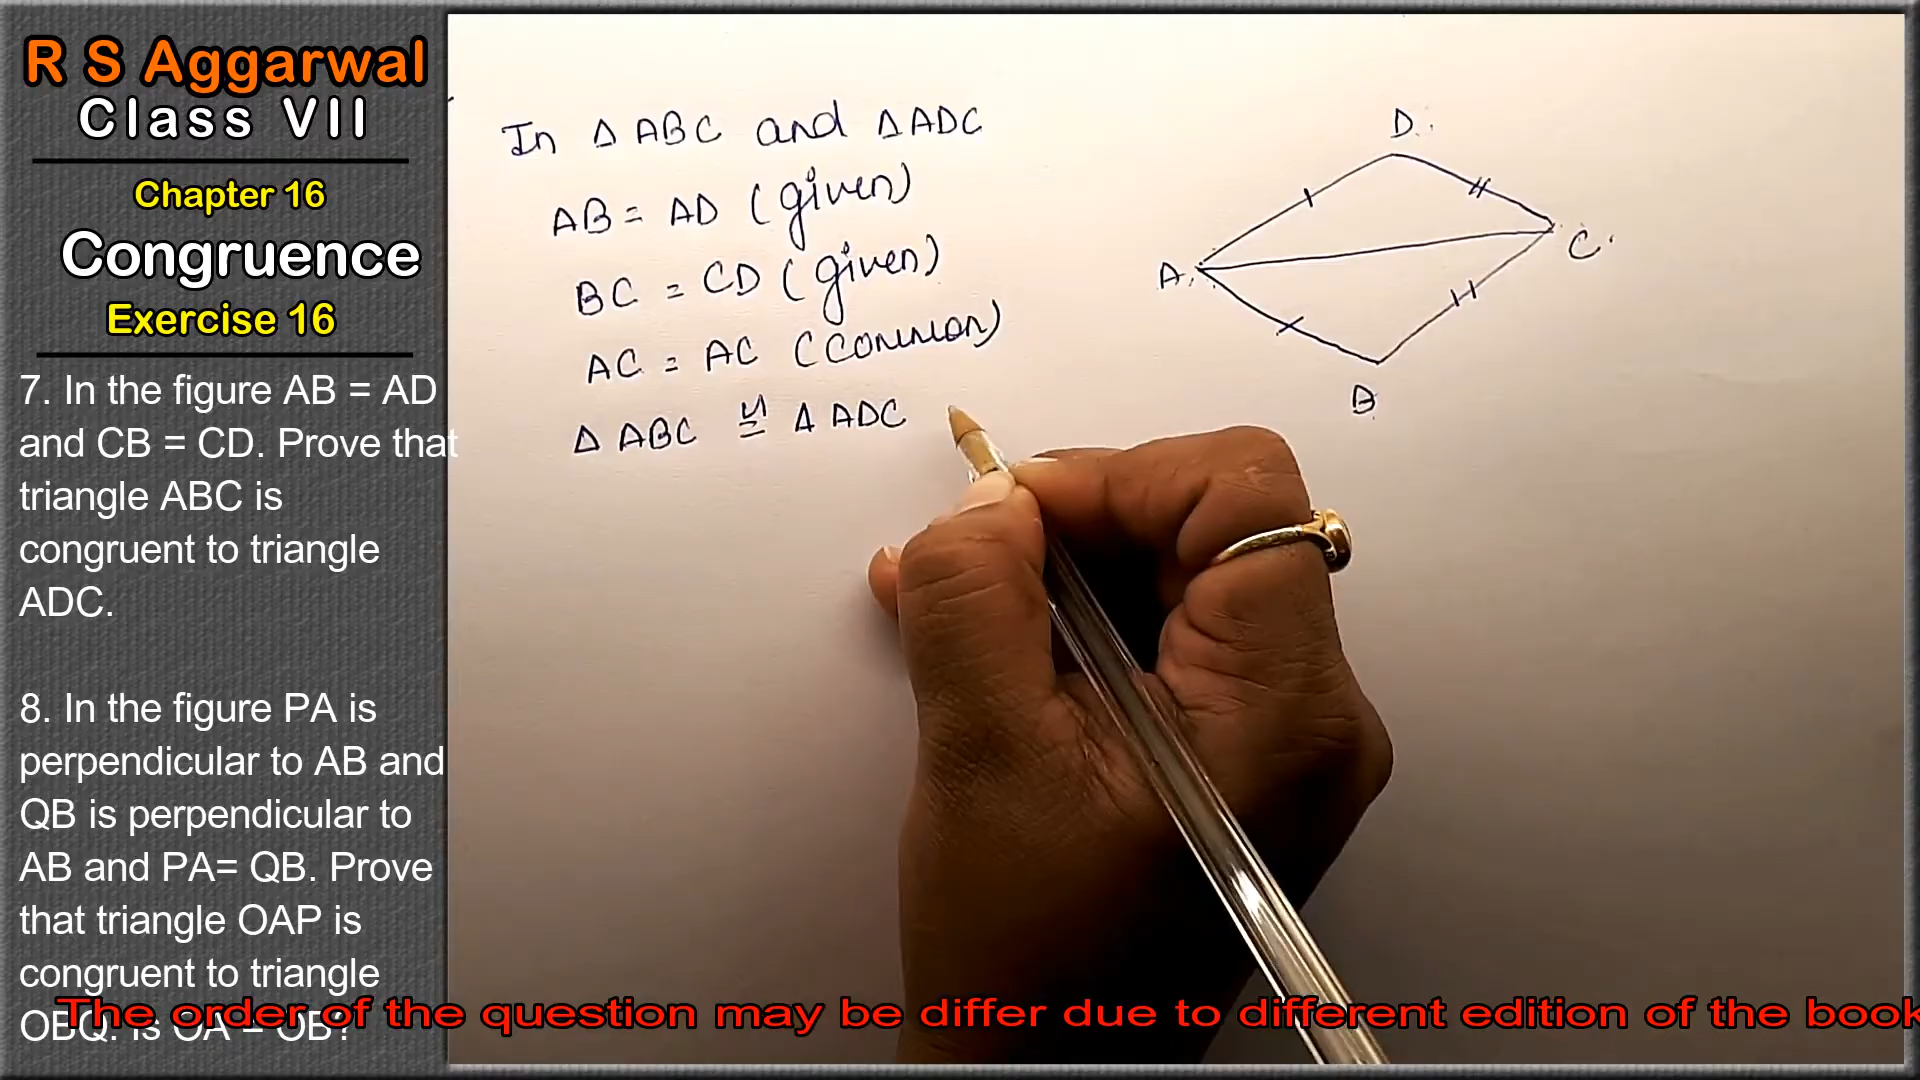 R S Aggarwal
Class VII
Chapter 16
Congruence
Exercise 16
7. In the figure AB = AD
and CB = CD. Prove that
triangle ABC is
congruent to triangle
ADC.
8. In the figure PA is
perpendicular to AB and
QB is perpendicular to
AB and PA= QB. Prove
that triangle OAP is
congruent to triangle
OBQ. Is OA = OB?
The order of the question may be differ due to different edition of the book
In Δ ABC and Δ ADC
AB = AD (given)
BC = CD (given)
AC = AC (common)
Δ ABC ≅ Δ ADC
D
A
C
B